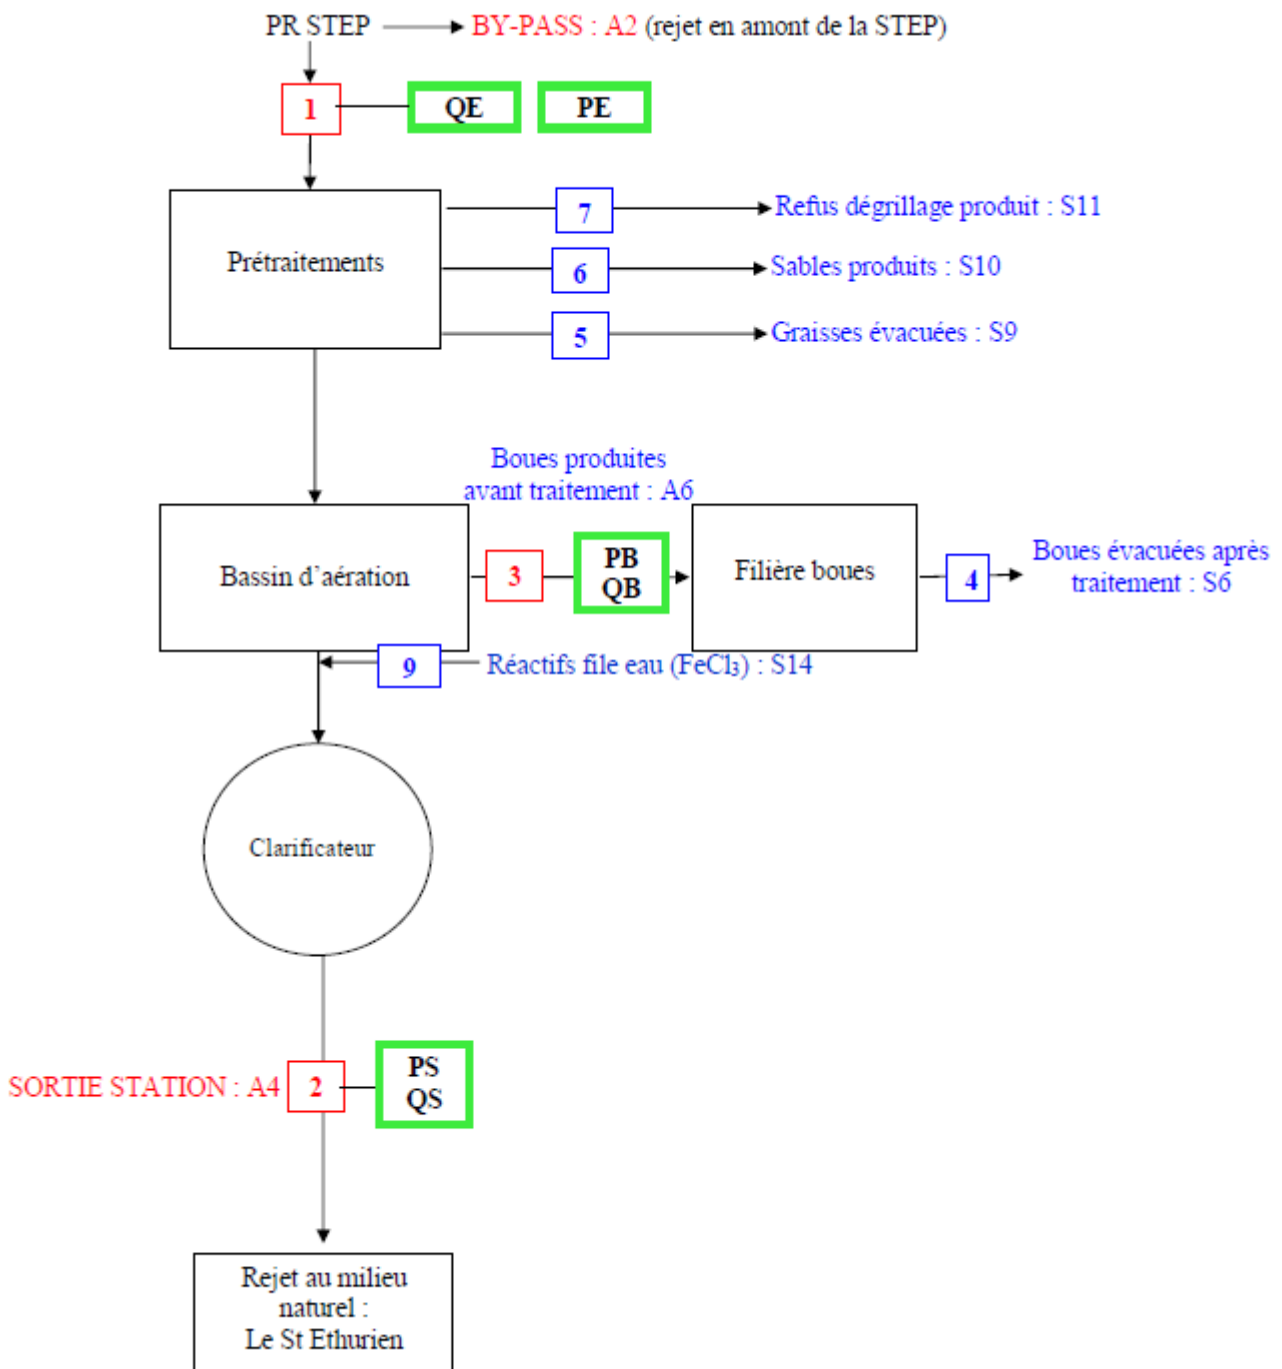 PR STEP
BY-PASS : A2 (rejet en amont de la STEP)
1
QE
PE
7
Refus dégrillage produit : S11
Prétraitements
6
Sables produits : S10
5
Graisses évacuées : S9
Boues produites
avant traitement : A6
Bassin d’aération
3
PB
QB
Filière boues
4
Boues évacuées après
traitement : S6
9
Réactifs file eau (FeCl₃) : S14
Clarificateur
SORTIE STATION : A4
2
PS
QS
Rejet au milieu
naturel :
Le St Ethurien